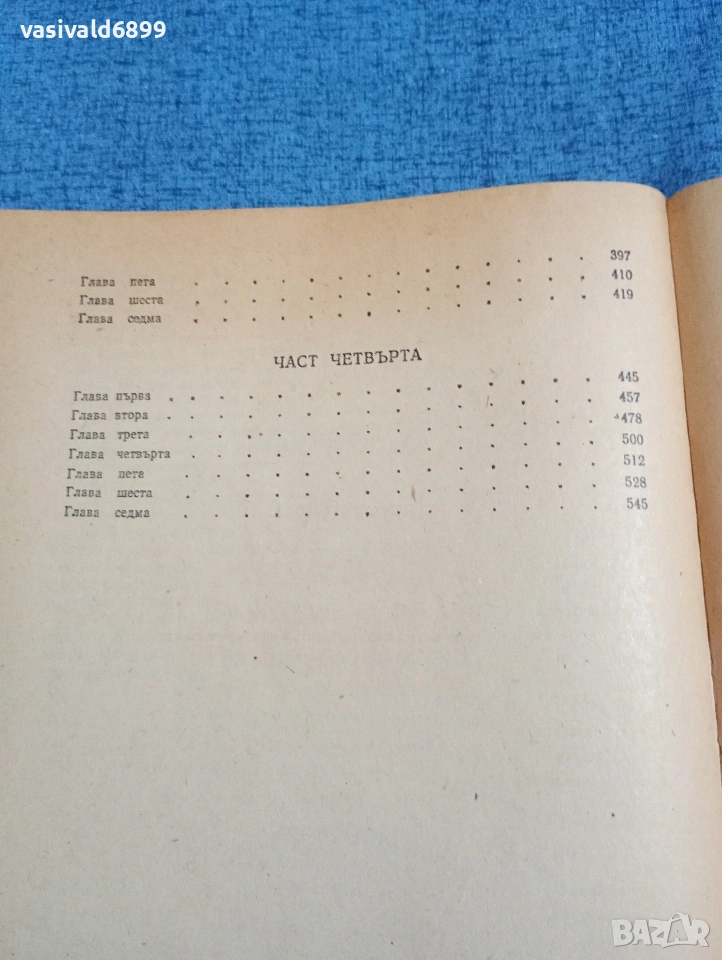 vasivald6899
Глава пета . . . . . . . . . . . . . . 397
Глава шеста . . . . . . . . . . . . . . 410
Глава седма . . . . . . . . . . . . . . 419
ЧАСТ ЧЕТВЪРТА
Глава първа . . . . . . . . . . . . . . 445
Глава втора . . . . . . . . . . . . . . 457
Глава трета . . . . . . . . . . . . . . 478
Глава четвърта . . . . . . . . . . . . . . 500
Глава пета . . . . . . . . . . . . . . 512
Глава шеста . . . . . . . . . . . . . . 528
Глава седма . . . . . . . . . . . . . . 545
BAZAR